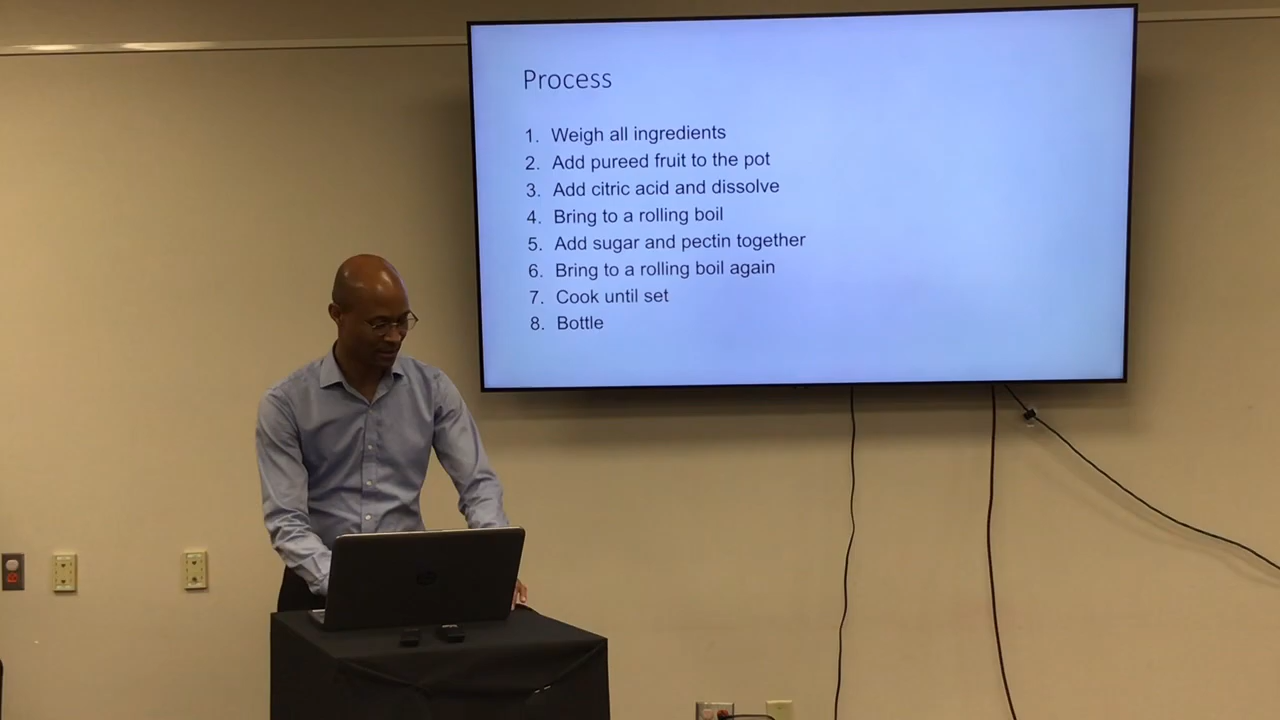 Process
1. Weigh all ingredients
2. Add pureed fruit to the pot
3. Add citric acid and dissolve
4. Bring to a rolling boil
5. Add sugar and pectin together
6. Bring to a rolling boil again
7. Cook until set
8. Bottle